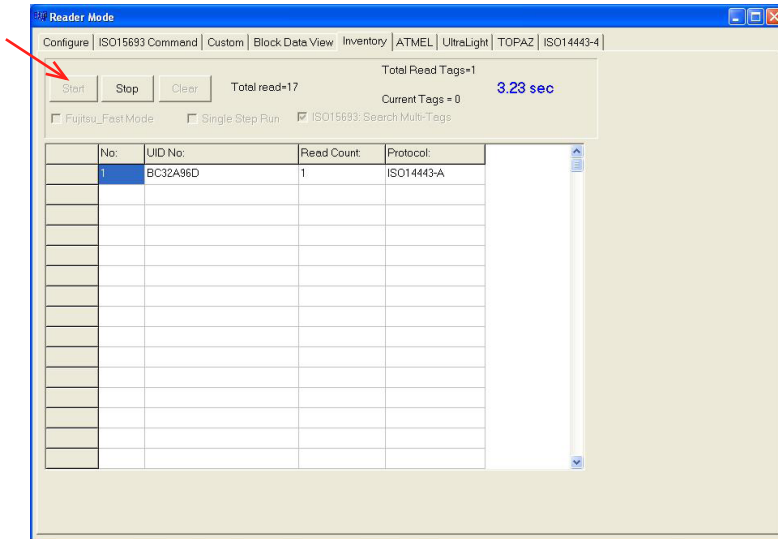 Reader Mode
Configure ISO15693 Command Custom Block Data View Inventory ATMEL UltraLight TOPAZ ISO14443-4
Total Read Tags=1
Start Stop Clear Total read=17 3.23 sec
Current Tags = 0
Fujitsu_Fast Mode Single Step Run ISO15693: Search Multi-Tags
No: UID No: Read Count: Protocol:
1 BC32A96D 1 ISO14443-A